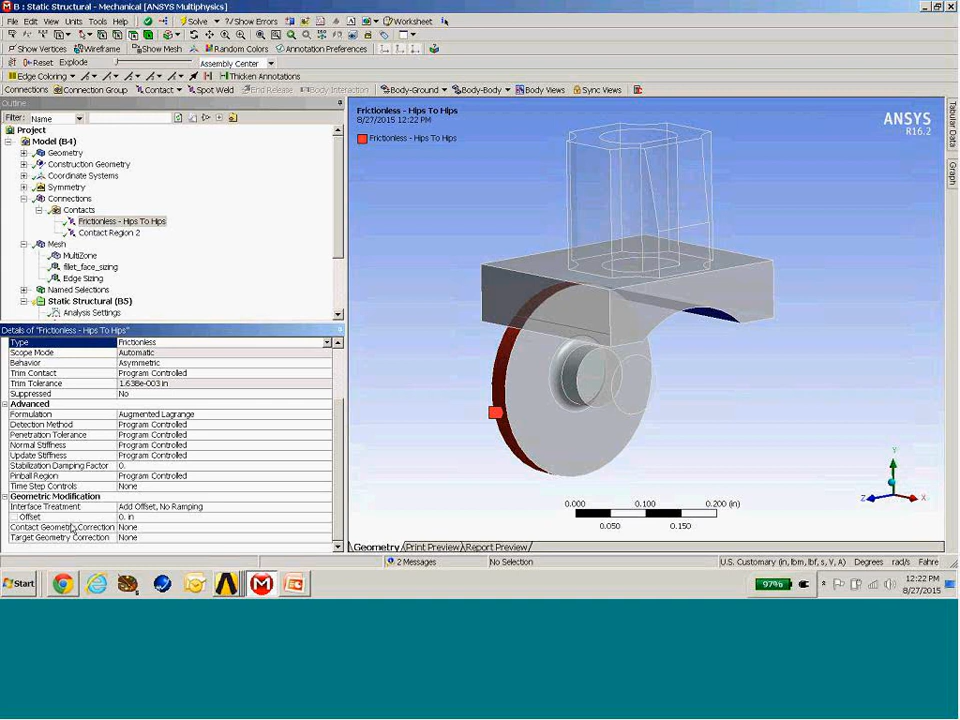 B : Static Structural - Mechanical [ANSYS Multiphysics]
File Edit View Units Tools Help Solve ?/Show Errors Worksheet
Show Vertices Wireframe Show Mesh Random Colors Annotation Preferences
Reset Explode Assembly Center
Edge Coloring Thicken Annotations
Connections Connection Group Contact Spot Weld End Release Body Interaction Body-Ground Body-Body Body Views Sync Views
Outline
Filter: Name
Project
Model (B4)
Geometry
Construction Geometry
Coordinate Systems
Symmetry
Connections
Contacts
Frictionless - Hips To Hips
Contact Region 2
Mesh
MultiZone
fillet_face_sizing
Edge Sizing
Named Selections
Static Structural (B5)
Analysis Settings
Details of "Frictionless - Hips To Hips"
Type Frictionless
Scope Mode Automatic
Behavior Asymmetric
Trim Contact Program Controlled
Trim Tolerance 1.638e-003 in
Suppressed No
Advanced
Formulation Augmented Lagrange
Detection Method Program Controlled
Penetration Tolerance Program Controlled
Normal Stiffness Program Controlled
Update Stiffness Program Controlled
Stabilization Damping Factor 0.
Pinball Region Program Controlled
Time Step Controls None
Geometric Modification
Interface Treatment Add Offset, No Ramping
Offset 0. in
Contact Geometry Correction None
Target Geometry Correction None
Frictionless - Hips To Hips
8/27/2015 12:22 PM
Frictionless - Hips To Hips
ANSYS
R16.2
Tabular Data
Graph
Y
Z
X
0.000 0.100 0.200 (in)
0.050 0.150
Geometry Print Preview Report Preview
2 Messages No Selection U.S. Customary (in, lbm, lbf, s, V, A) Degrees rad/s Fahre
Start 97% 12:22 PM
8/27/2015